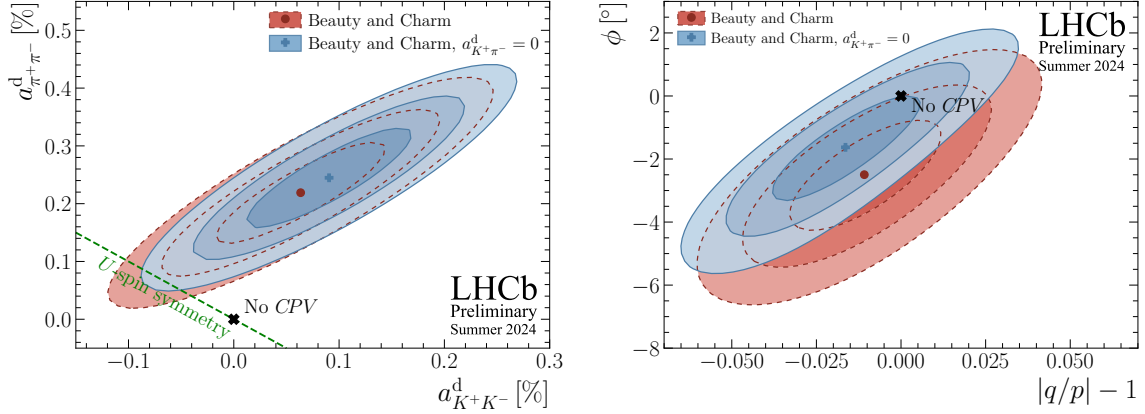 Beauty and Charm
Beauty and Charm, a^d_{K^+π^-} = 0
a^d_{π^+π^-} [%]
0.5
0.4
0.3
0.2
0.1
0.0
U-spin symmetry
No CPV
LHCb
Preliminary
Summer 2024
−0.1 0.0 0.1 0.2 0.3
a^d_{K^+K^-} [%]
Beauty and Charm
Beauty and Charm, a^d_{K^+π^-} = 0
LHCb
Preliminary
Summer 2024
ϕ [°]
2
0
−2
−4
−6
−8
No CPV
−0.050 −0.025 0.000 0.025 0.050
|q/p| − 1